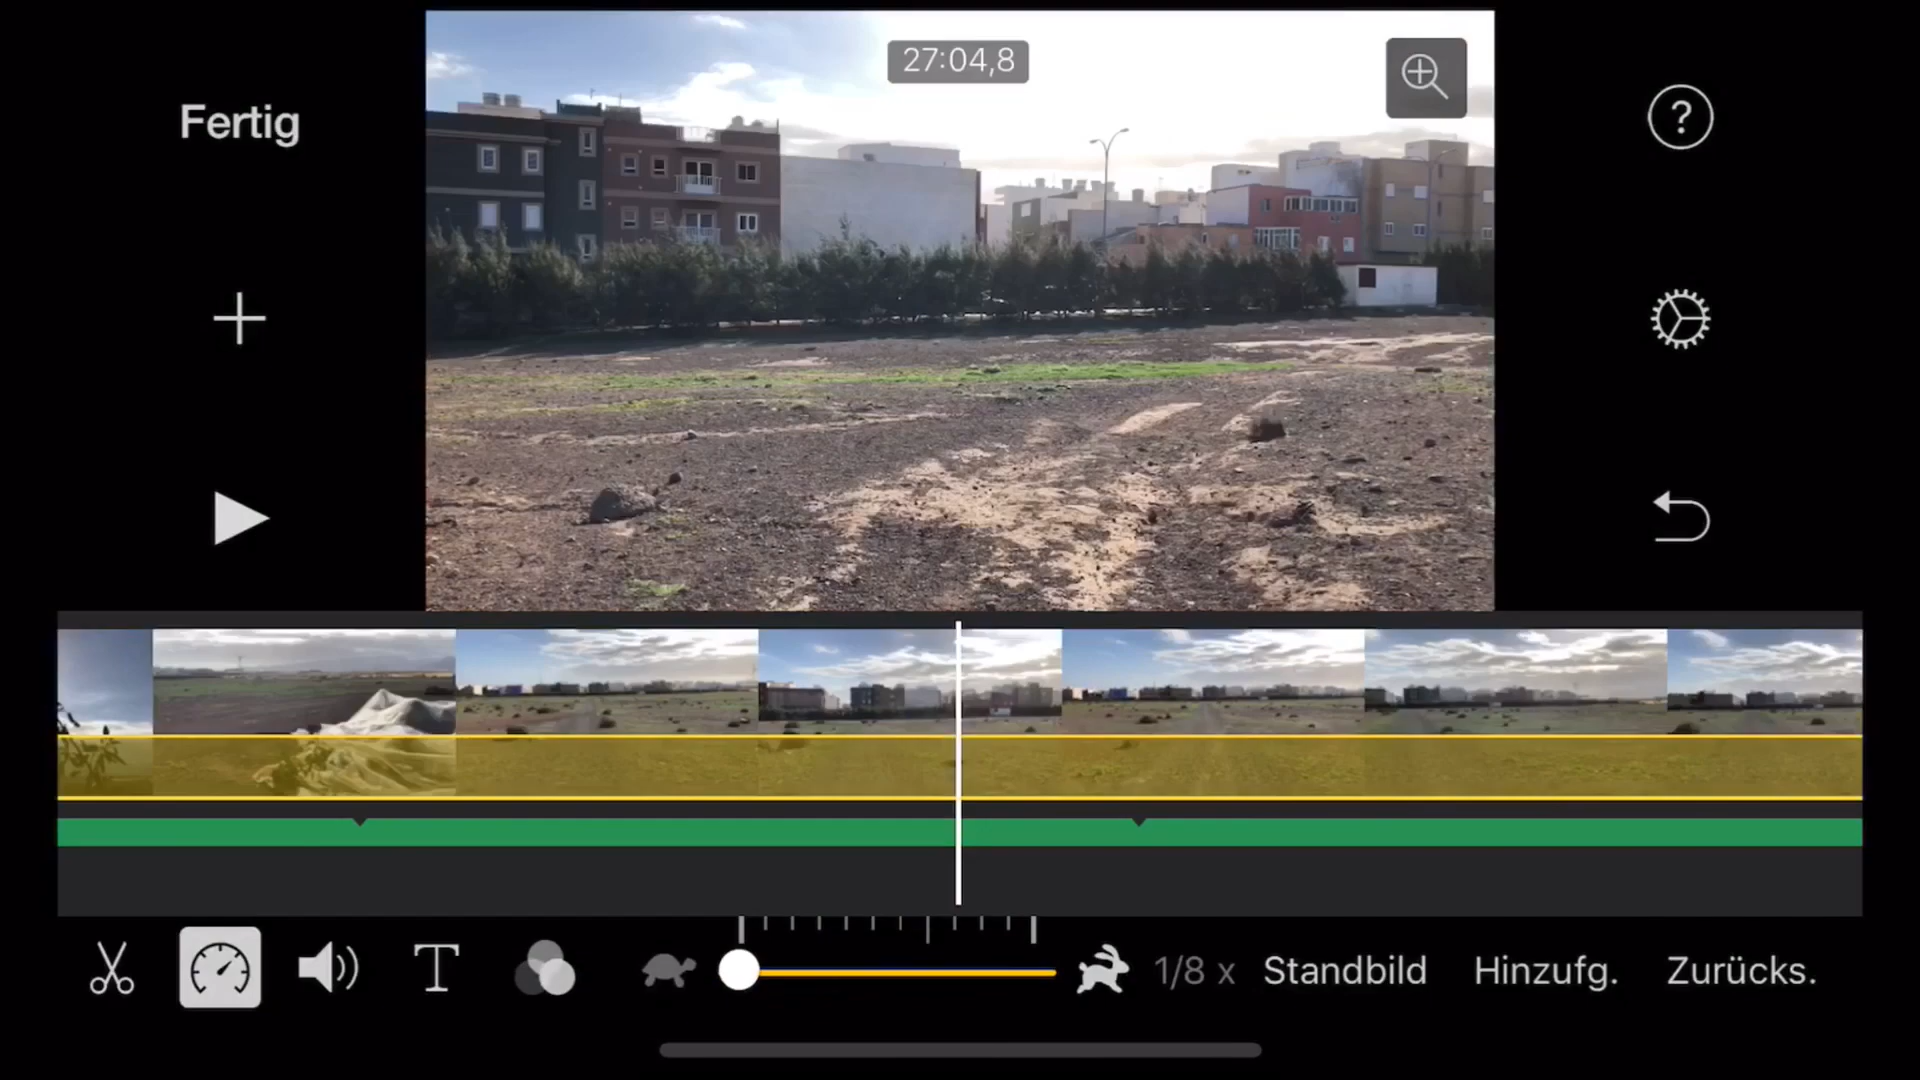 27:04,8
Fertig
?
T
1/8 x
Standbild
Hinzufg.
Zurücks.